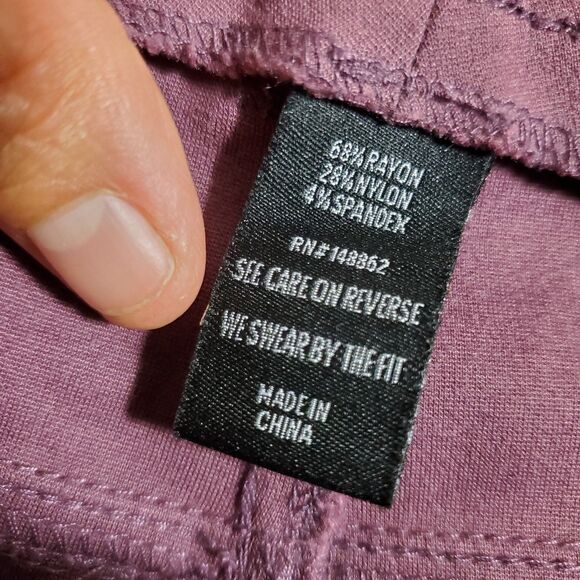 68% RAYON
28% NYLON
4% SPANDEX
RN# 148862
SEE CARE ON REVERSE
WE SWEAR BY THE FIT
MADE IN
CHINA